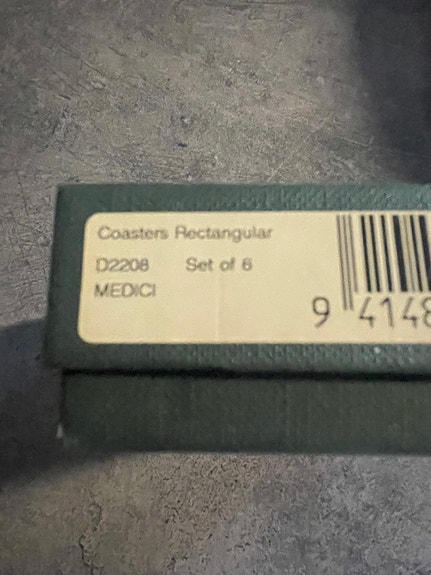 Coasters Rectangular
D2208 Set of 6
MEDICI
9 4148